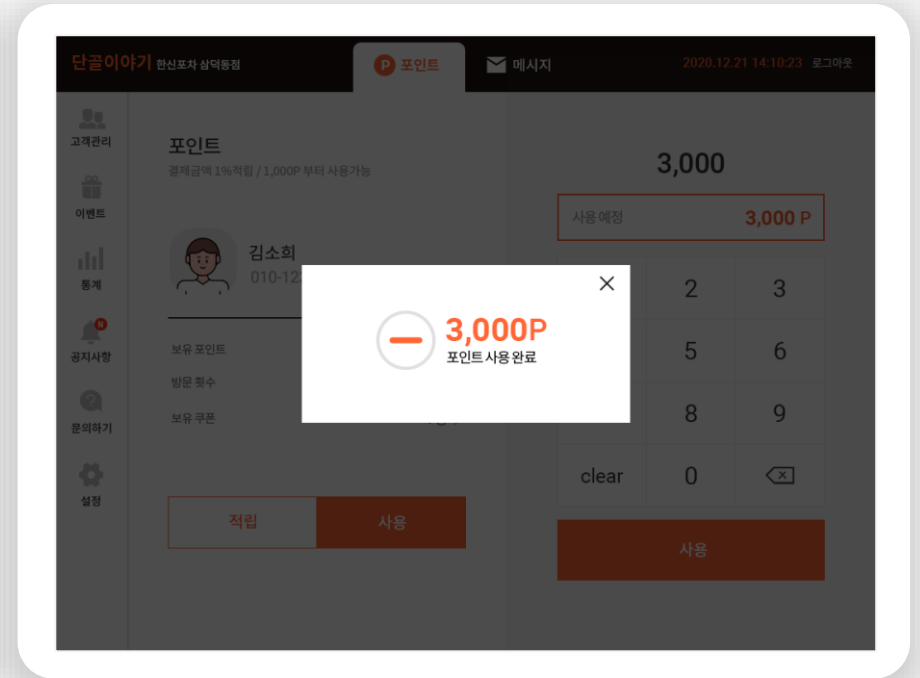 단골이야기 한신포차 삼덕동점
P 포인트
메시지
2020.12.21 14:10:23 로그아웃
고객관리
이벤트
통계
N
공지사항
?
문의하기
설정
포인트
결제금액 1%적립 / 1,000P 부터 사용가능
김소희
보유 포인트
방문 횟수
보유 쿠폰
적립 사용
3,000P
포인트 사용 완료
3,000
사용 예정 3,000 P
2 3
5 6
8 9
clear 0
사용